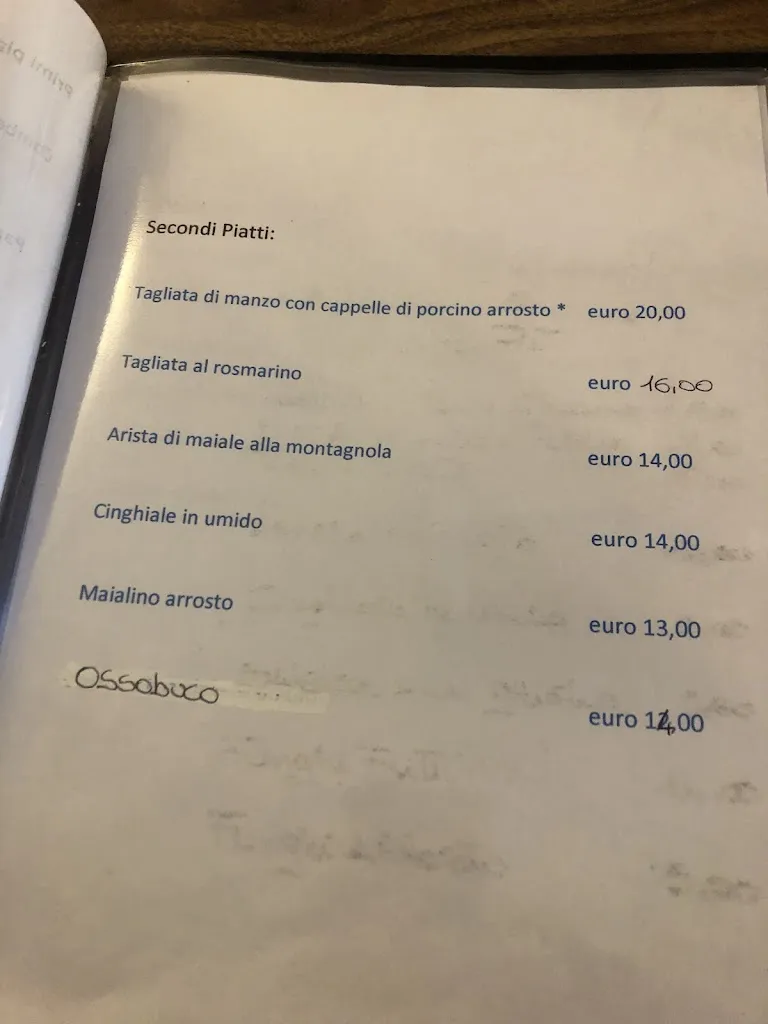 Secondi Piatti:
Tagliata di manzo con cappelle di porcino arrosto * euro 20,00
Tagliata al rosmarino euro 16,00
Arista di maiale alla montagnola euro 14,00
Cinghiale in umido euro 14,00
Maialino arrosto euro 13,00
Ossobuco euro 14,00